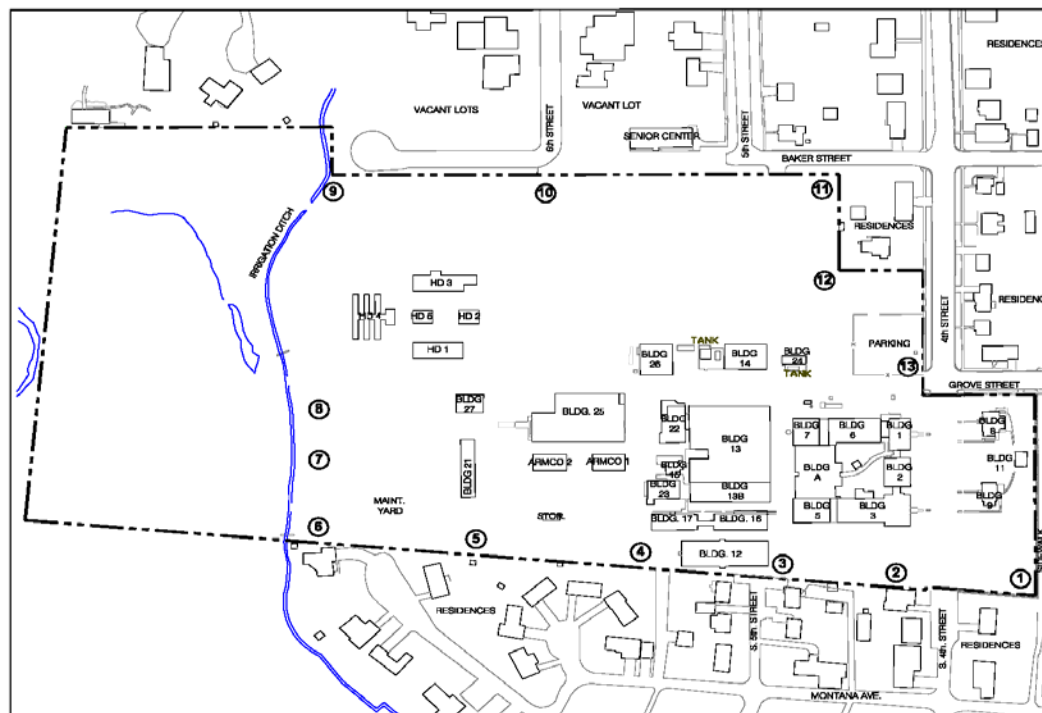 RESIDENCES
VACANT LOTS
6th STREET
VACANT LOT
5th STREET
SENIOR CENTER
BAKER STREET
9
10
11
IRRIGATION DITCH
RESIDENCES
12
HD 3
HD 4
HD 6
HD 2
HD 1
4th STREET
TANK
BLDG
26
BLDG
14
BLDG
24
TANK
PARKING
13
GROVE STREET
8
BLDG
27
BLDG. 25
BLDG
22
BLDG
13
BLDG
7
BLDG
6
BLDG
1
BLDG
8
7
BLDG 21
ARMCO 2
ARMCO 1
BLDG
A
BLDG
2
BLDG
11
BLDG
23
13B
BLDG
5
BLDG
3
BLDG
9
MAINT.
YARD
STOR.
BLDG. 17
BLDG. 16
6
5
4
BLDG. 12
3
2
1
RESIDENCES
S. 5th STREET
S. 4th. STREET
RESIDENCES
MONTANA AVE.